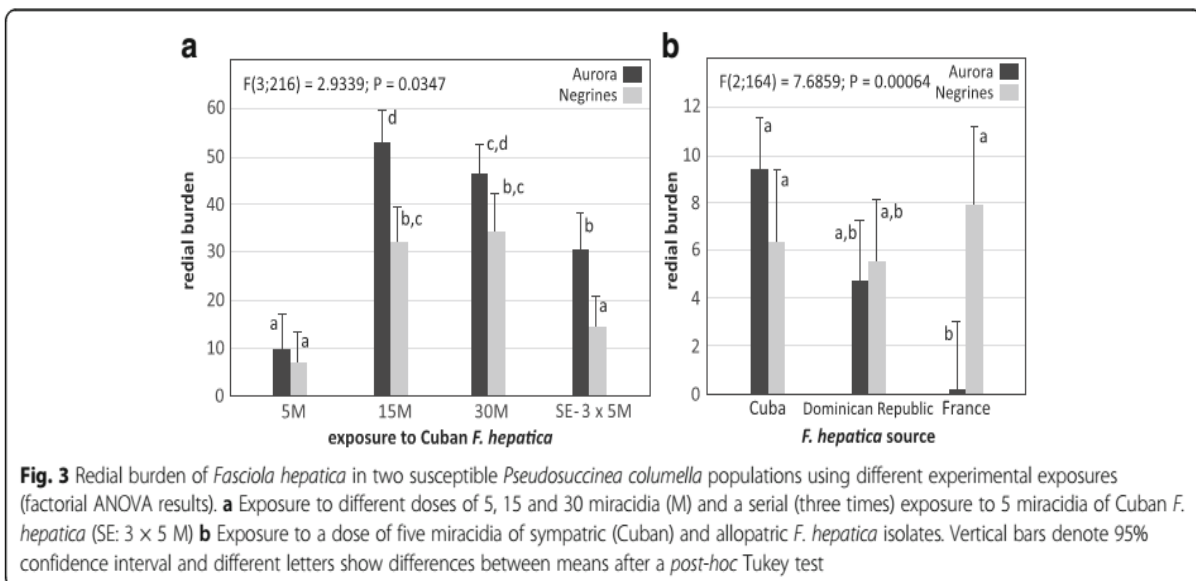 a
F(3;216) = 2.9339; P = 0.0347
Aurora
Negrines
redial burden
60
50
40
30
20
10
0
a
a
d
b,c
c,d
b,c
b
a
5M
15M
30M
SE- 3 x 5M
exposure to Cuban F. hepatica
b
F(2;164) = 7.6859; P = 0.00064
Aurora
Negrines
redial burden
12
10
8
6
4
2
0
a
a
a,b
a,b
b
a
Cuba
Dominican Republic
France
F. hepatica source
Fig. 3 Redial burden of Fasciola hepatica in two susceptible Pseudosuccinea columella populations using different experimental exposures
(factorial ANOVA results). a Exposure to different doses of 5, 15 and 30 miracidia (M) and a serial (three times) exposure to 5 miracidia of Cuban F.
hepatica (SE: 3 × 5 M) b Exposure to a dose of five miracidia of sympatric (Cuban) and allopatric F. hepatica isolates. Vertical bars denote 95%
confidence interval and different letters show differences between means after a post-hoc Tukey test